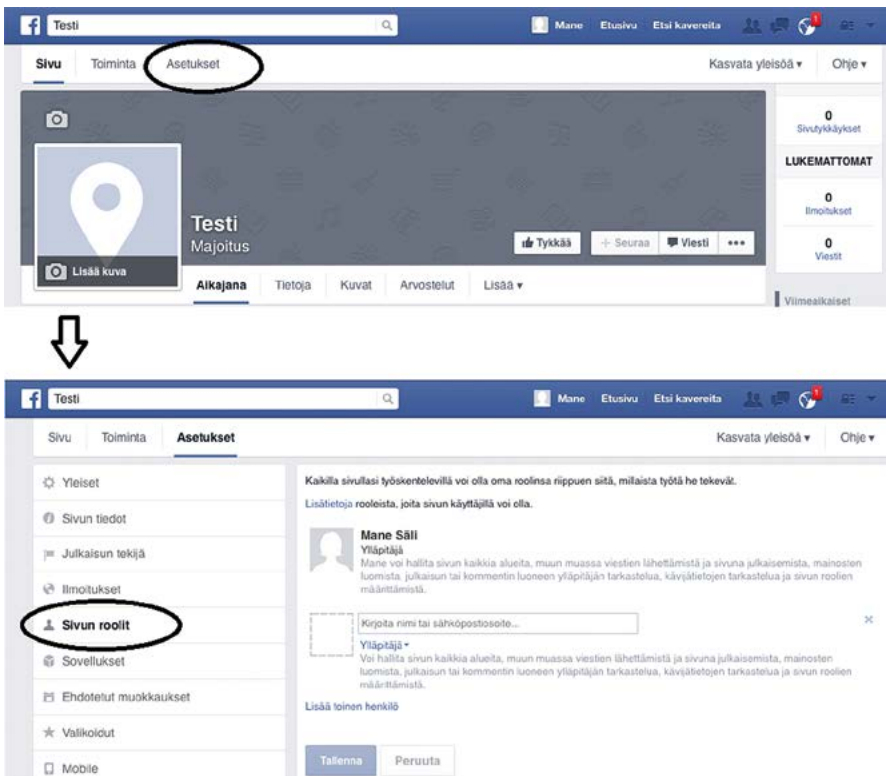 f Testi
Mane Etusivu Etsi kavereita 1
Sivu Toiminta Asetukset Kasvata yleisöä Ohje
0
Sivutykkäykset
LUKEMATTOMAT
0
Ilmoitukset
0
Viestit
Viimeaikaiset
Testi
Majoitus
Tykkää + Seuraa Viesti •••
Lisää kuva
Aikajana Tietoja Kuvat Arvostelut Lisää
f Testi
Mane Etusivu Etsi kavereita 1
Sivu Toiminta Asetukset Kasvata yleisöä Ohje
Yleiset
Sivun tiedot
Julkaisun tekijä
Ilmoitukset
Sivun roolit
Sovellukset
Ehdotetut muokkaukset
Valikoidut
Mobile
Kaikilla sivullasi työskentelevillä voi olla oma roolinsa riippuen siitä, millaista työtä he tekevät.
Lisätietoja rooleista, joita sivun käyttäjillä voi olla.
Mane Säli
Ylläpitäjä
Mane voi hallita sivun kaikkia alueita, muun muassa viestien lähettämistä ja sivuna julkaisemista, mainosten
luomista, julkaisun tai kommentin luoneen ylläpitäjän tarkastelua, kävijätietojen tarkastelua ja sivun roolien
määrittämistä.
Kirjoita nimi tai sähköpostiosoite...
Ylläpitäjä
Voi hallita sivun kaikkia alueita, muun muassa viestien lähettämistä ja sivuna julkaisemista, mainosten
luomista, julkaisun tai kommentin luoneen ylläpitäjän tarkastelua, kävijätietojen tarkastelua ja sivun roolien
määrittämistä.
Lisää toinen henkilö
Tallenna Peruuta